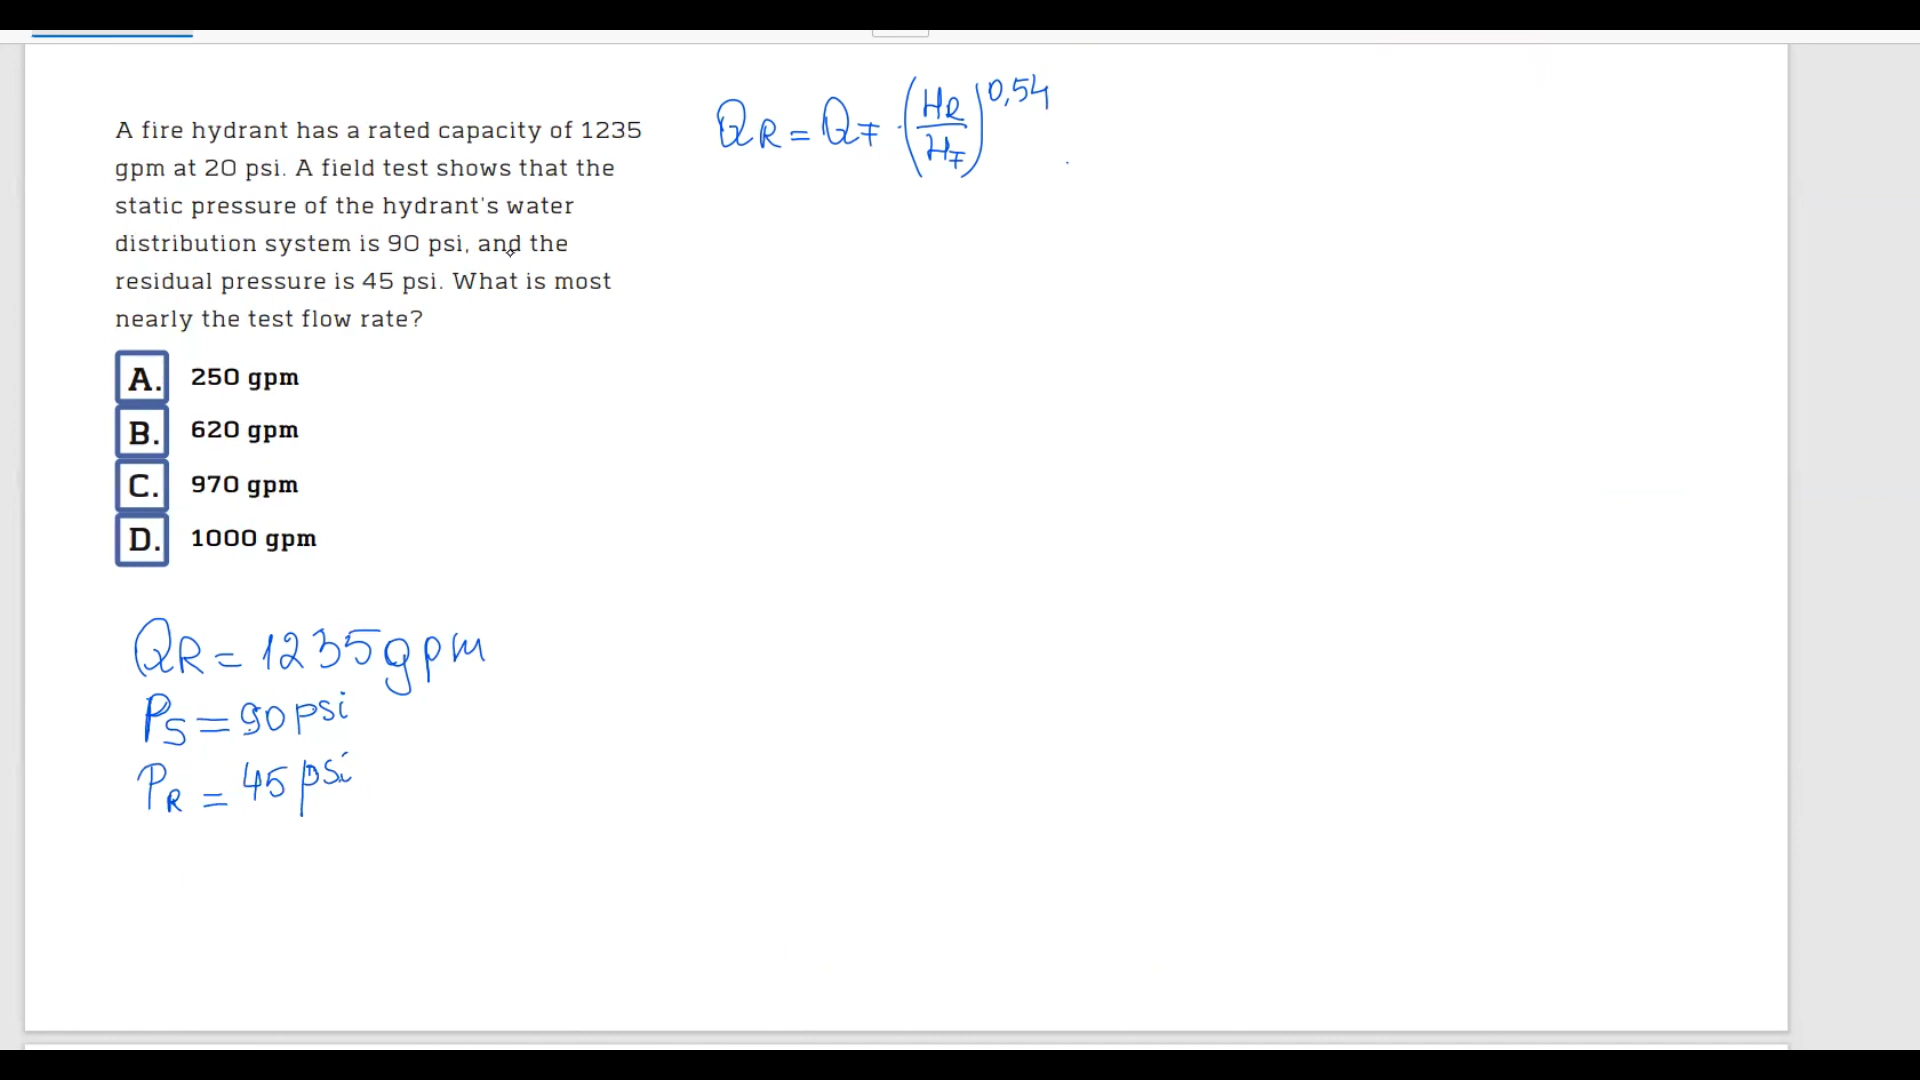 A fire hydrant has a rated capacity of 1235
gpm at 20 psi. A field test shows that the
static pressure of the hydrant's water
distribution system is 90 psi, and the
residual pressure is 45 psi. What is most
nearly the test flow rate?
A. 250 gpm
B. 620 gpm
C. 970 gpm
D. 1000 gpm
QR = QF · (HR/HF)^0,54
QR = 1235 gpm
PS = 90 psi
PR = 45 psi